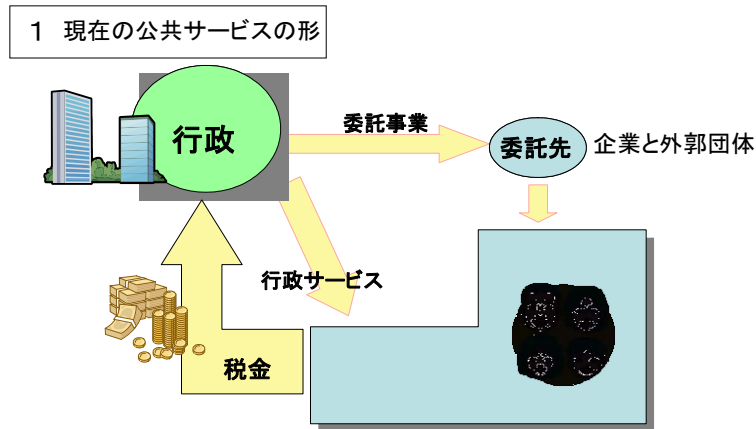 1 現在の公共サービスの形
行政
委託事業
委託先
企業と外郭団体
行政サービス
税金